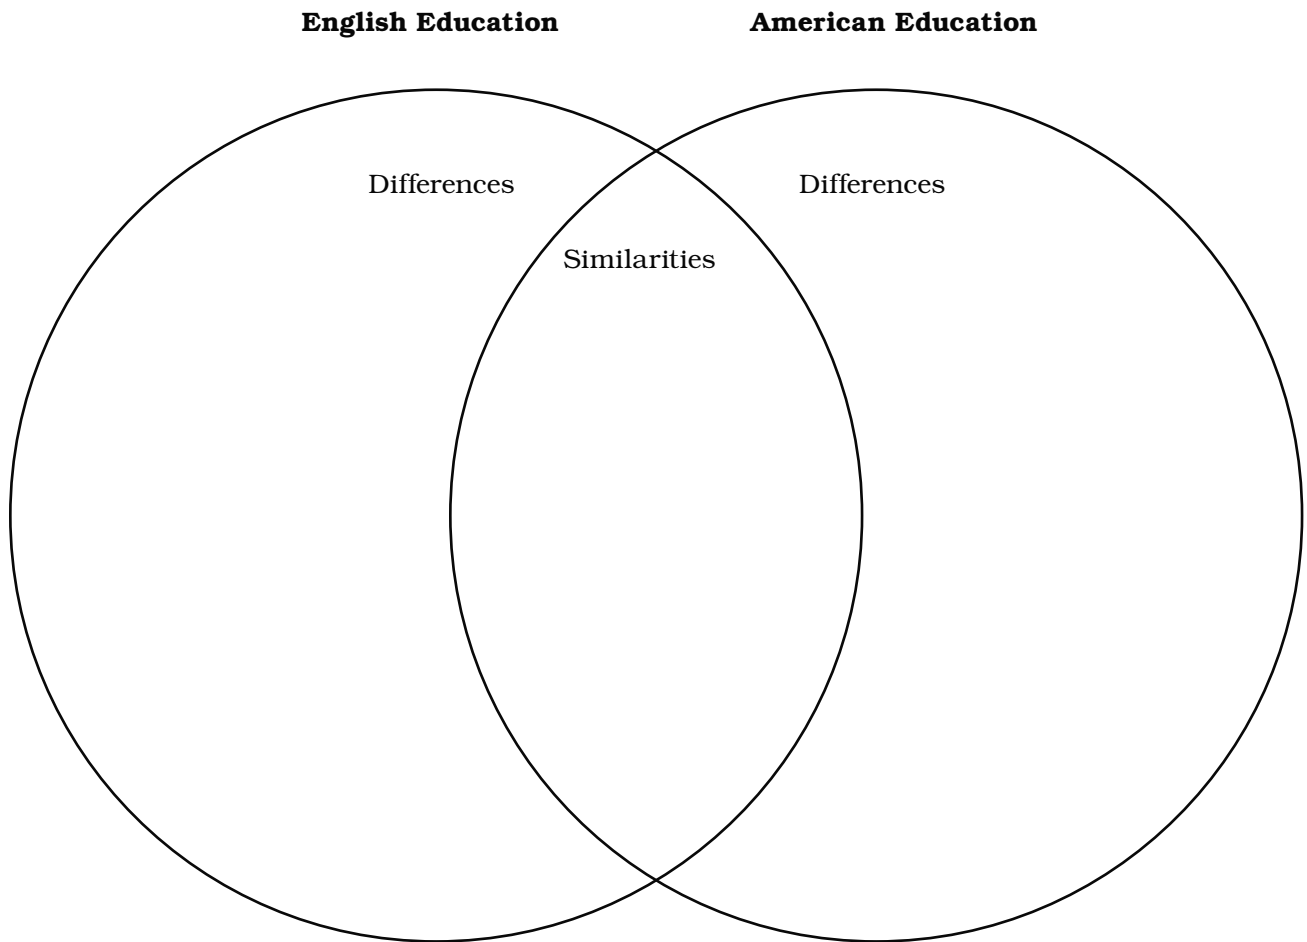 English Education
American Education
Differences
Differences
Similarities